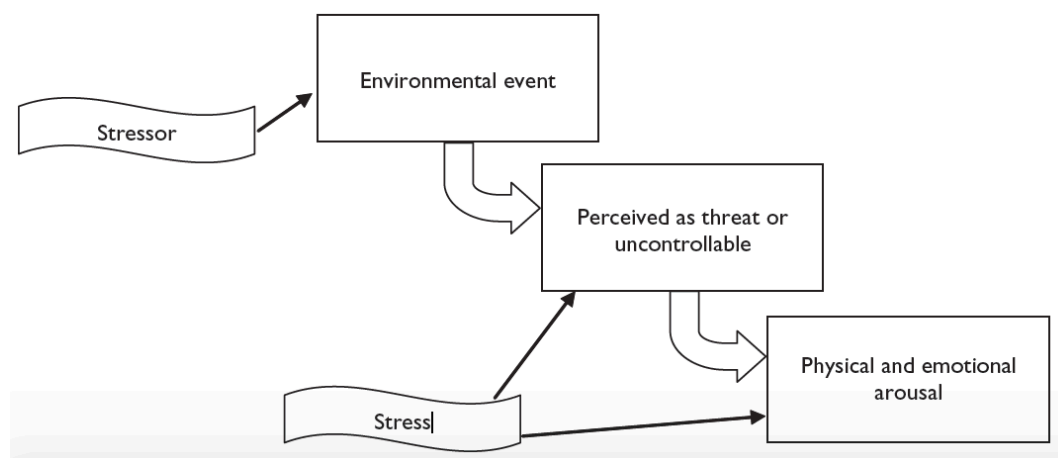 Environmental event
Stressor
Perceived as threat or
uncontrollable
Physical and emotional
arousal
Stress